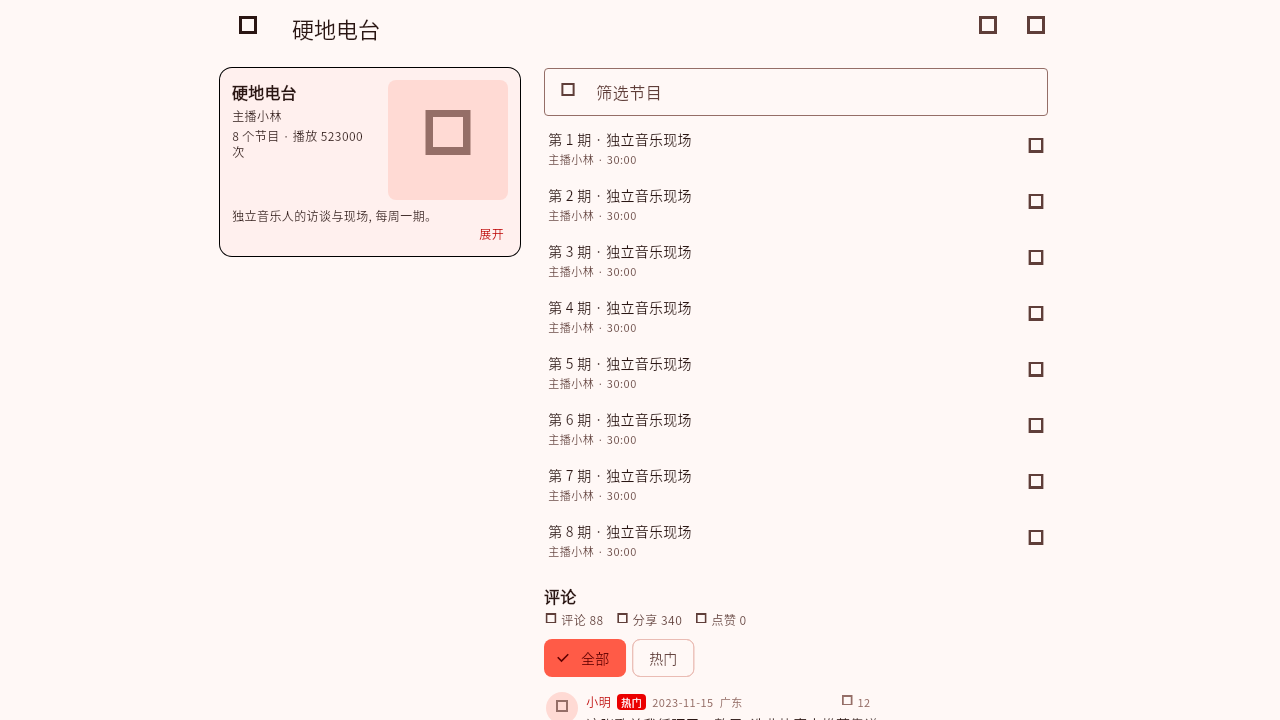 硬地电台
硬地电台
主播小林
8 个节目 · 播放 523000
次
独立音乐人的访谈与现场, 每周一期。
展开
筛选节目
第 1 期 · 独立音乐现场
主播小林 · 30:00
第 2 期 · 独立音乐现场
主播小林 · 30:00
第 3 期 · 独立音乐现场
主播小林 · 30:00
第 4 期 · 独立音乐现场
主播小林 · 30:00
第 5 期 · 独立音乐现场
主播小林 · 30:00
第 6 期 · 独立音乐现场
主播小林 · 30:00
第 7 期 · 独立音乐现场
主播小林 · 30:00
第 8 期 · 独立音乐现场
主播小林 · 30:00
评论
评论 88 分享 340 点赞 0
全部 热门
小明 热门 2023-11-15 广东 12